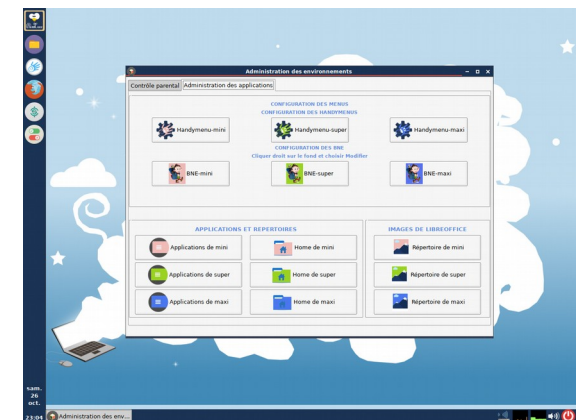 Administration des environnements
Contrôle parental Administration des applications
CONFIGURATION DES MENUS
CONFIGURATION DES HANDYMENUS
Handymenu-mini Handymenu-super Handymenu-maxi
CONFIGURATION DES BNE
Cliquer droit sur le fond et choisir Modifier
BNE-mini BNE-super BNE-maxi
APPLICATIONS ET REPERTOIRES IMAGES DE LIBREOFFICE
Applications de mini Home de mini Répertoire de mini
Applications de super Home de super Répertoire de super
Applications de maxi Home de maxi Répertoire de maxi
sam.
26
oct.
23:04 Administration des env...